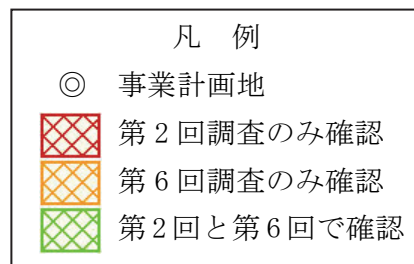 凡 例
◎ 事業計画地
第2回調査のみ確認
第6回調査のみ確認
第2回と第6回で確認